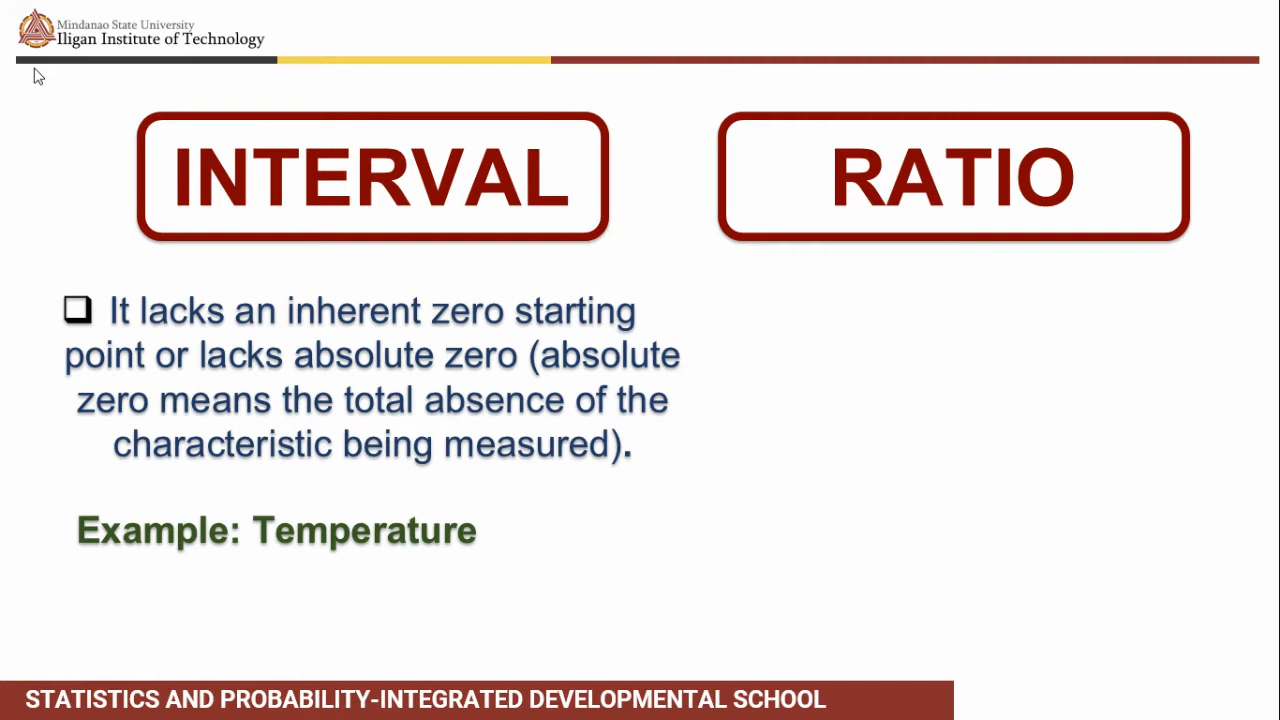 Mindanao State University
Iligan Institute of Technology
INTERVAL
RATIO
It lacks an inherent zero starting
point or lacks absolute zero (absolute
zero means the total absence of the
characteristic being measured).
Example: Temperature
STATISTICS AND PROBABILITY-INTEGRATED DEVELOPMENTAL SCHOOL